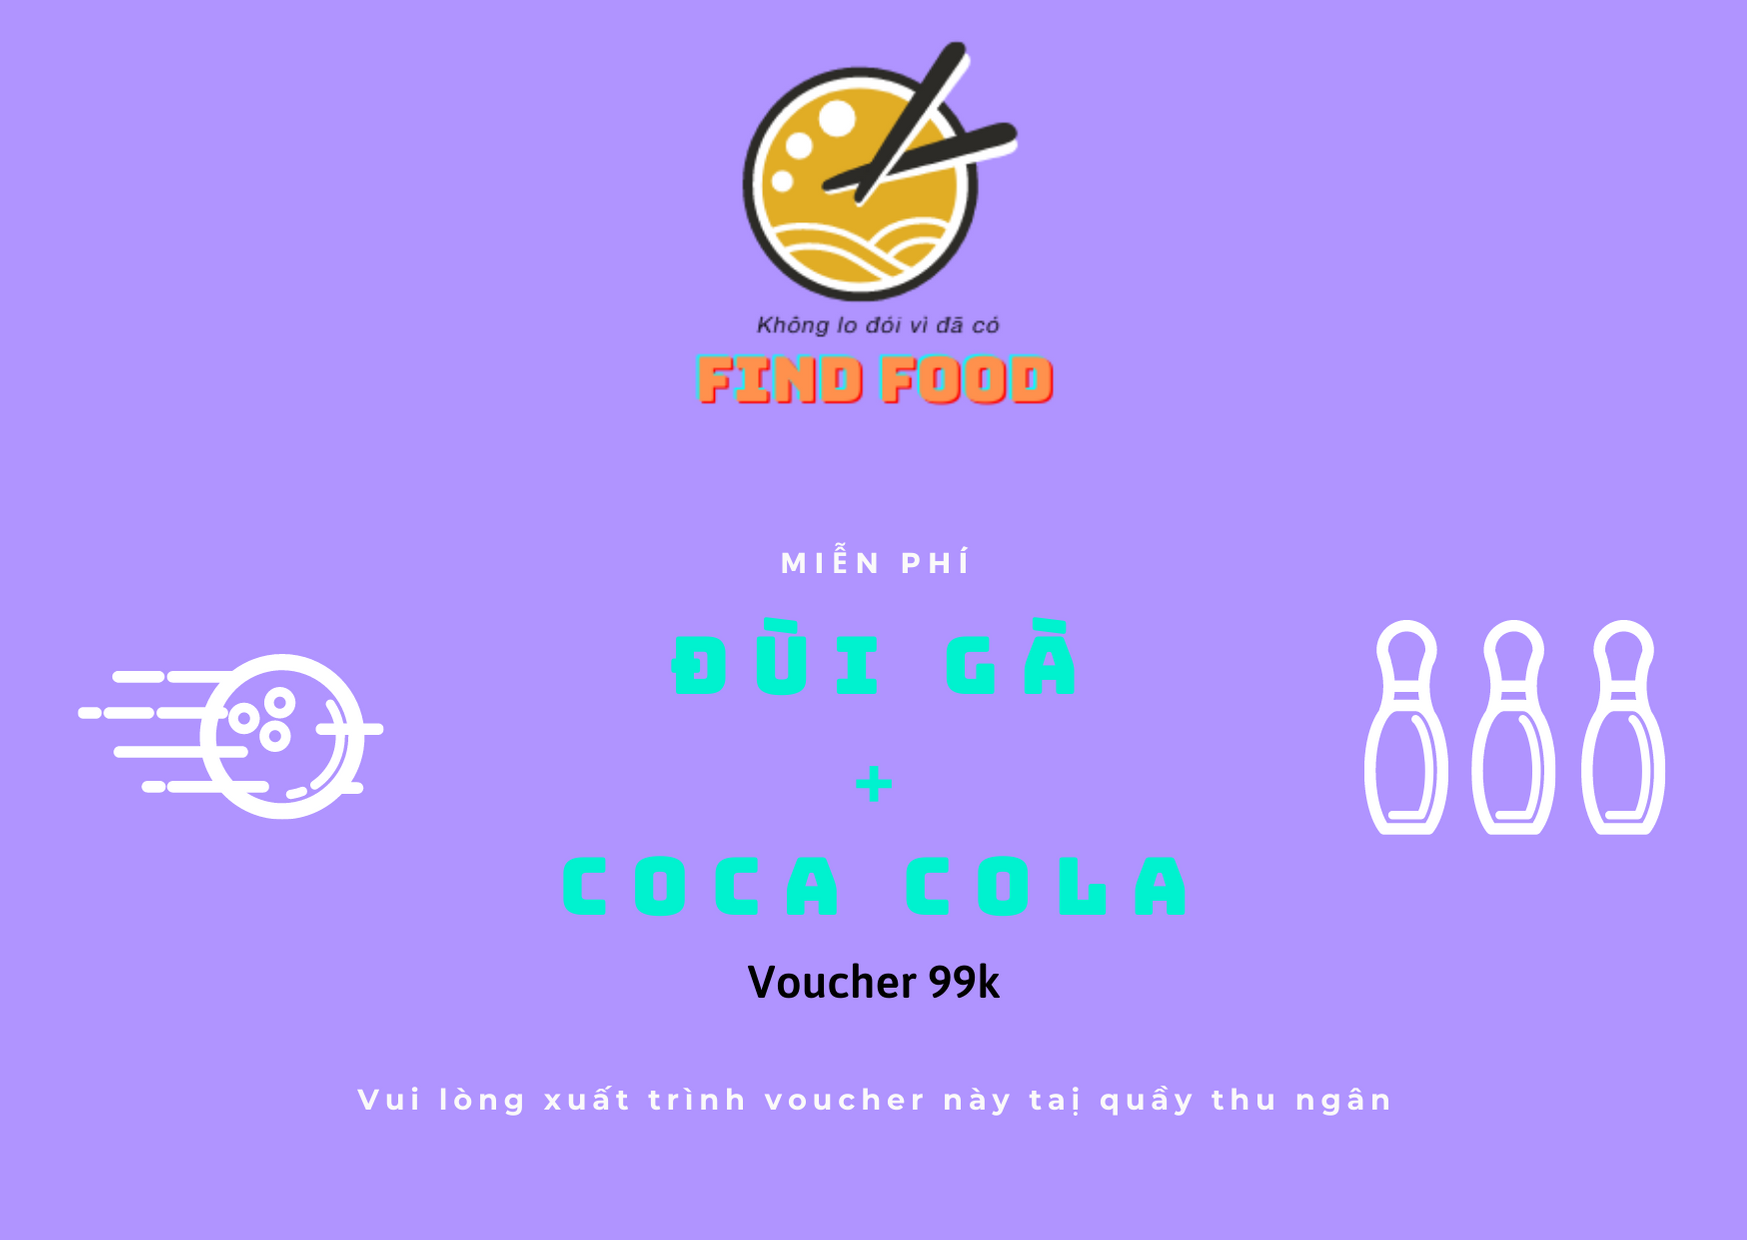 Không lo đói vì đã có
FIND FOOD
MIỄN PHÍ
ĐÙI GÀ
+
COCA COLA
Voucher 99k
Vui lòng xuất trình voucher này taị quầy thu ngân